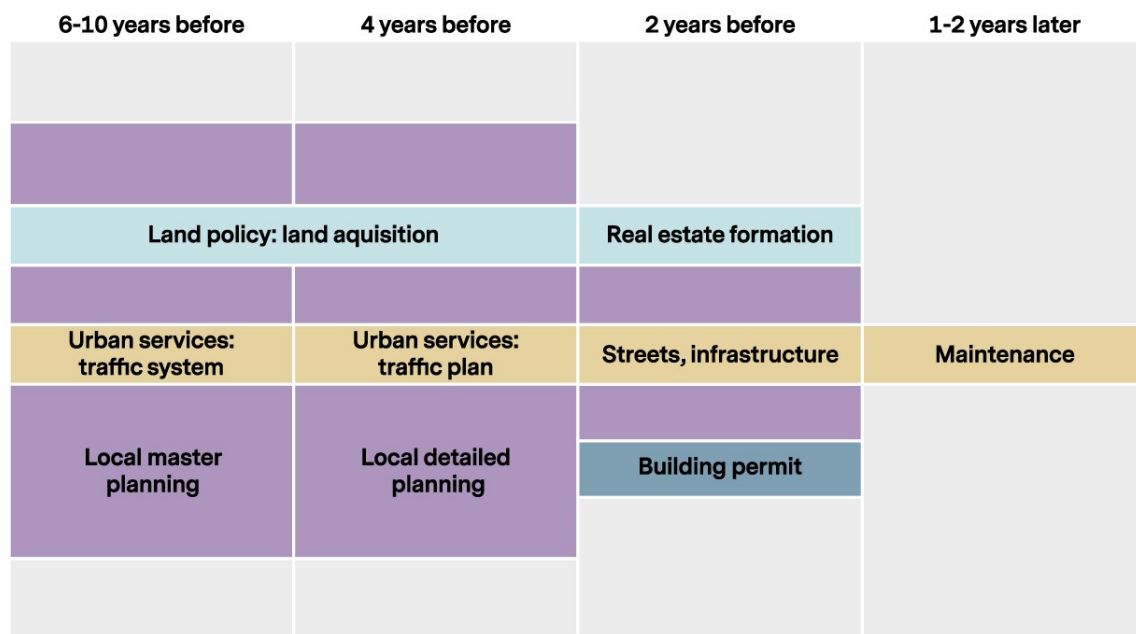 6-10 years before
4 years before
2 years before
1-2 years later
Land policy: land aquisition
Real estate formation
Urban services:
traffic system
Urban services:
traffic plan
Streets, infrastructure
Maintenance
Local master
planning
Local detailed
planning
Building permit